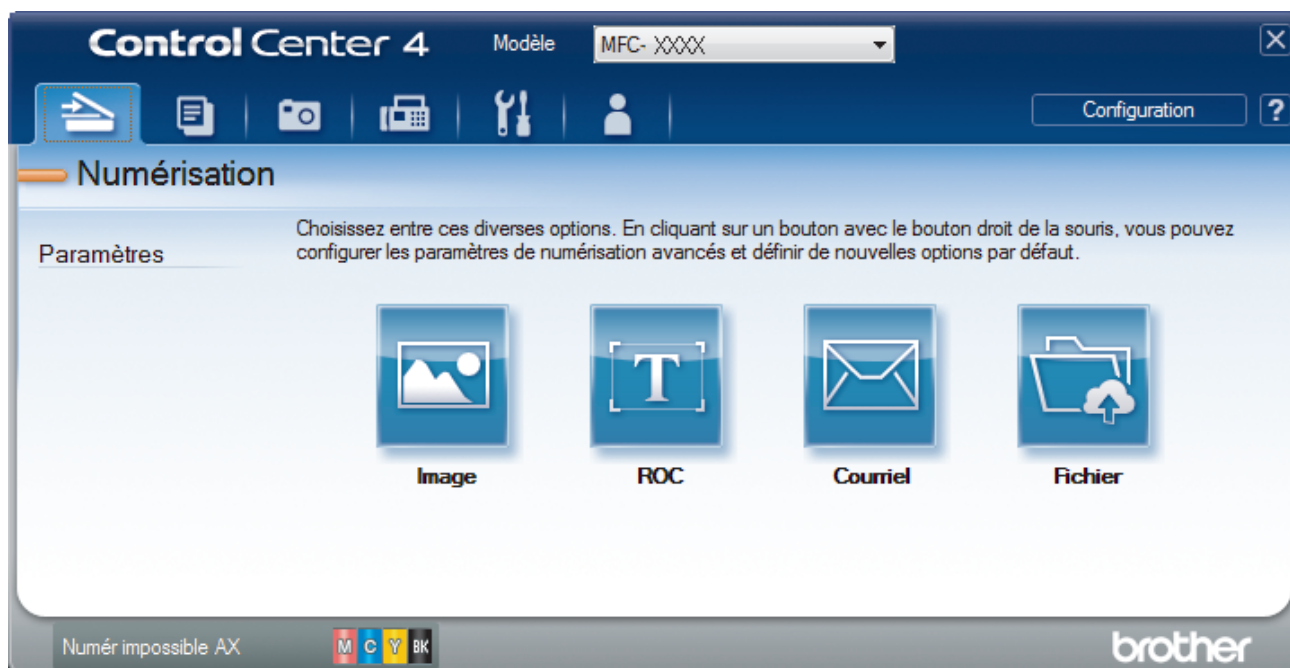 ControlCenter 4 Modèle MFC- XXXX
Configuration ?
Numérisation
Choisissez entre ces diverses options. En cliquant sur un bouton avec le bouton droit de la souris, vous pouvez
Paramètres configurer les paramètres de numérisation avancés et définir de nouvelles options par défaut.
T
Image ROC Courriel Fichier
Numér impossible AX M C Y BK brother